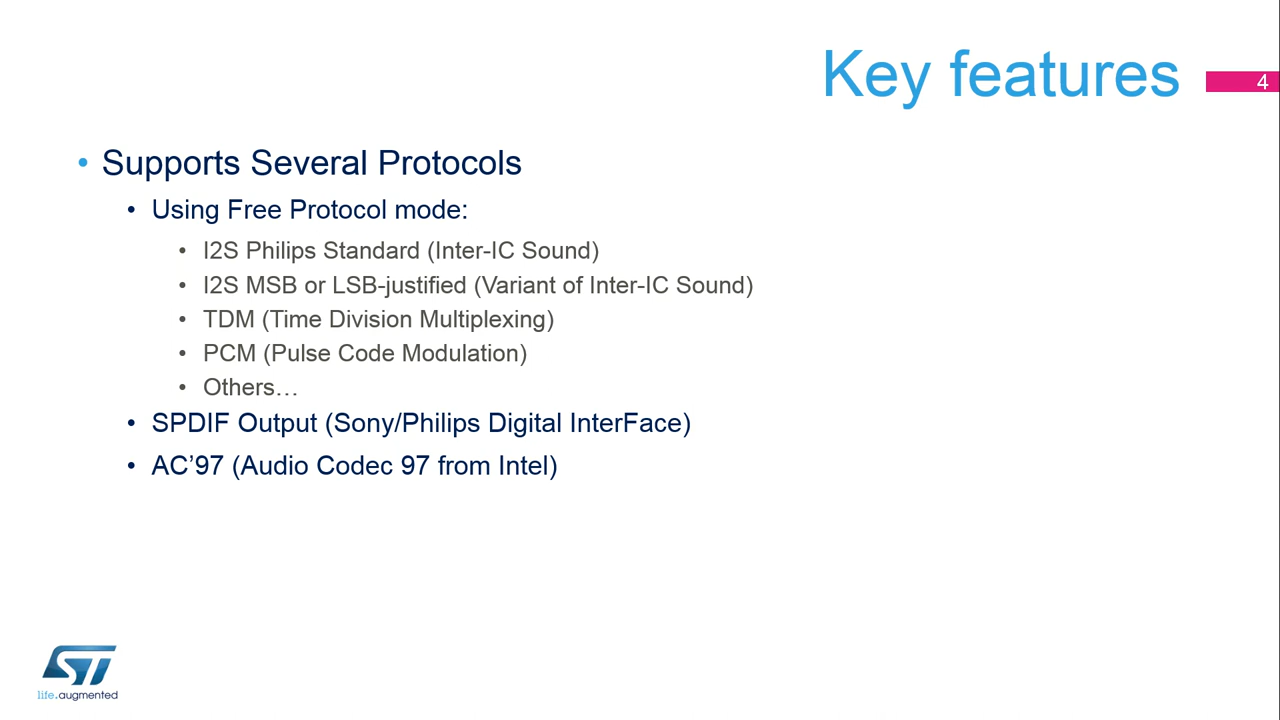 Key features
4
• Supports Several Protocols
• Using Free Protocol mode:
• I2S Philips Standard (Inter-IC Sound)
• I2S MSB or LSB-justified (Variant of Inter-IC Sound)
• TDM (Time Division Multiplexing)
• PCM (Pulse Code Modulation)
• Others…
• SPDIF Output (Sony/Philips Digital InterFace)
• AC’97 (Audio Codec 97 from Intel)
ST
life.augmented